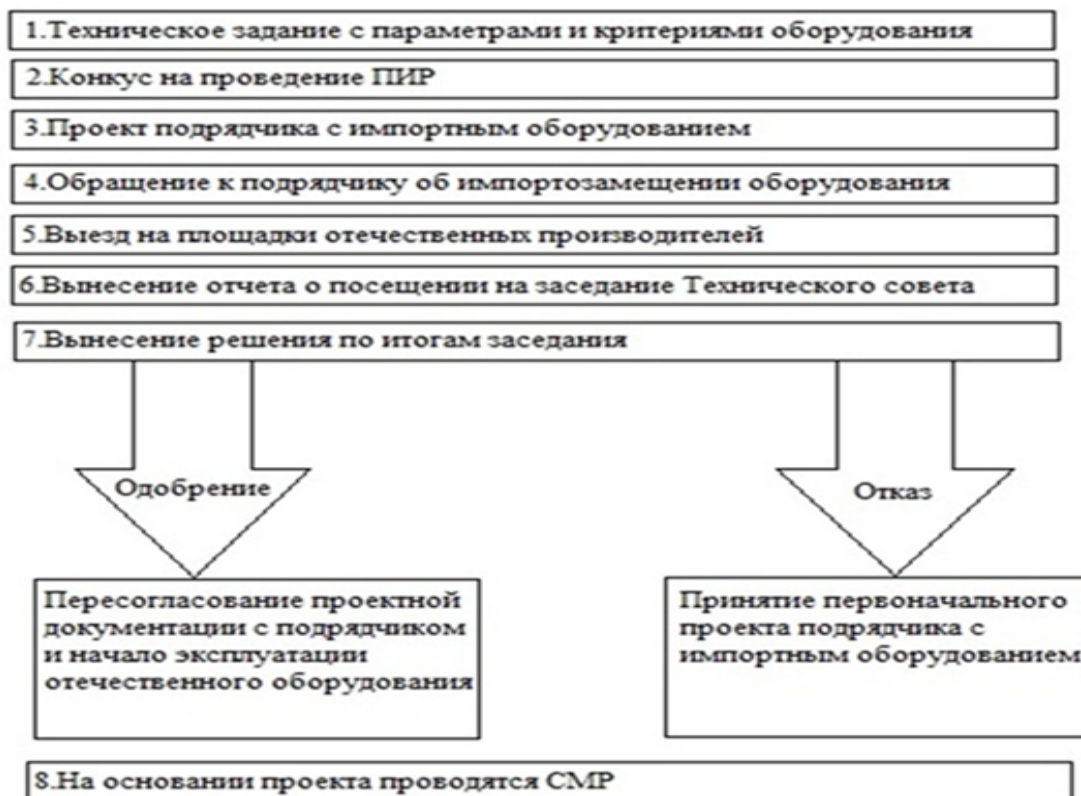 1.Техническое задание с параметрами и критериями оборудования
2.Конкус на проведение ПИР
3.Проект подрядчика с импортным оборудованием
4.Обращение к подрядчику об импортозамещении оборудования
5.Выезд на площадки отечественных производителей
6.Вынесение отчета о посещении на заседание Технического совета
7.Вынесение решения по итогам заседания
Одобрение
Отказ
Пересогласование проектной
документации с подрядчиком
и начало эксплуатации
отечественного оборудования
Принятие первоначального
проекта подрядчика с
импортным оборудованием
8.На основании проекта проводятся СМР